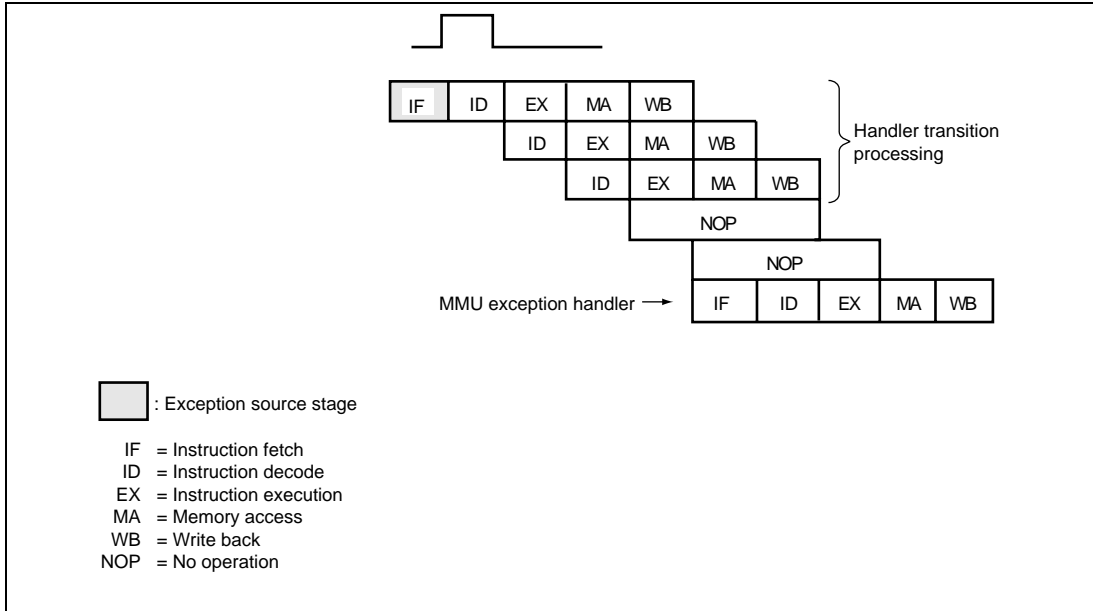 IF ID EX MA WB
ID EX MA WB
ID EX MA WB
Handler transition
processing
NOP
NOP
MMU exception handler → IF ID EX MA WB
: Exception source stage
IF = Instruction fetch
ID = Instruction decode
EX = Instruction execution
MA = Memory access
WB = Write back
NOP = No operation